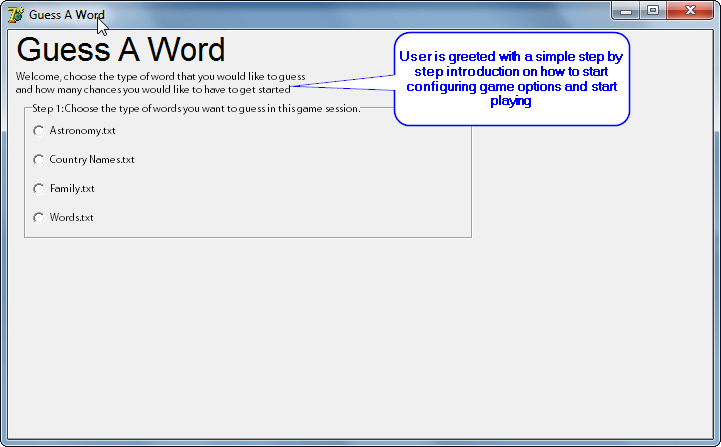 Guess A Word
Guess A Word
Welcome, choose the type of word that you would like to guess
and how many chances you would like to have to get started
User is greeted with a simple step by
step introduction on how to start
configuring game options and start
playing
Step 1:Choose the type of words you want to guess in this game session.
Astronomy.txt
Country Names.txt
Family.txt
Words.txt